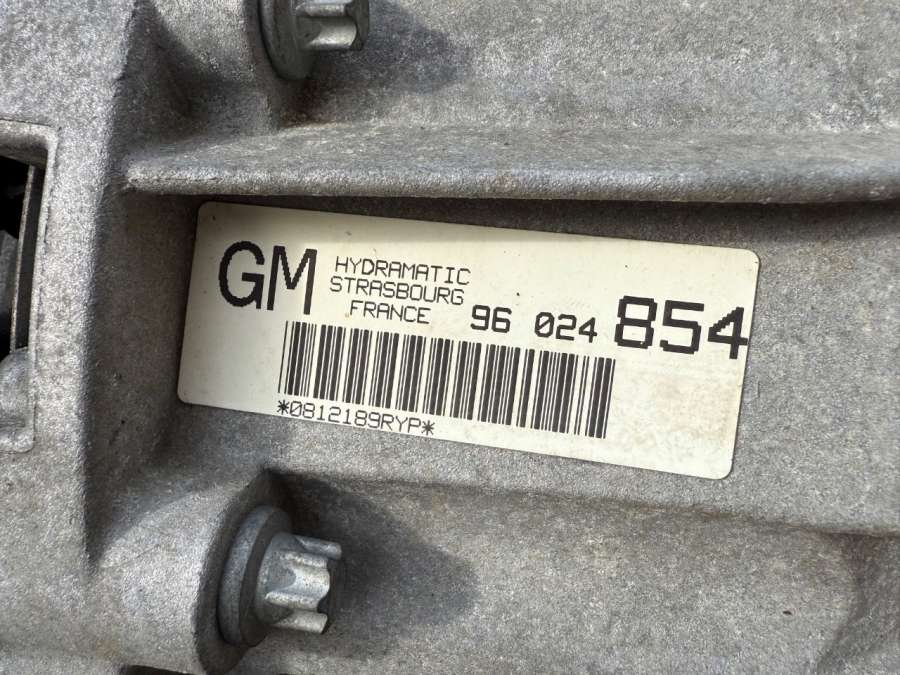 GM HYDRAMATIC
STRASBOURG
FRANCE 96 024 854
*0812189RYP*